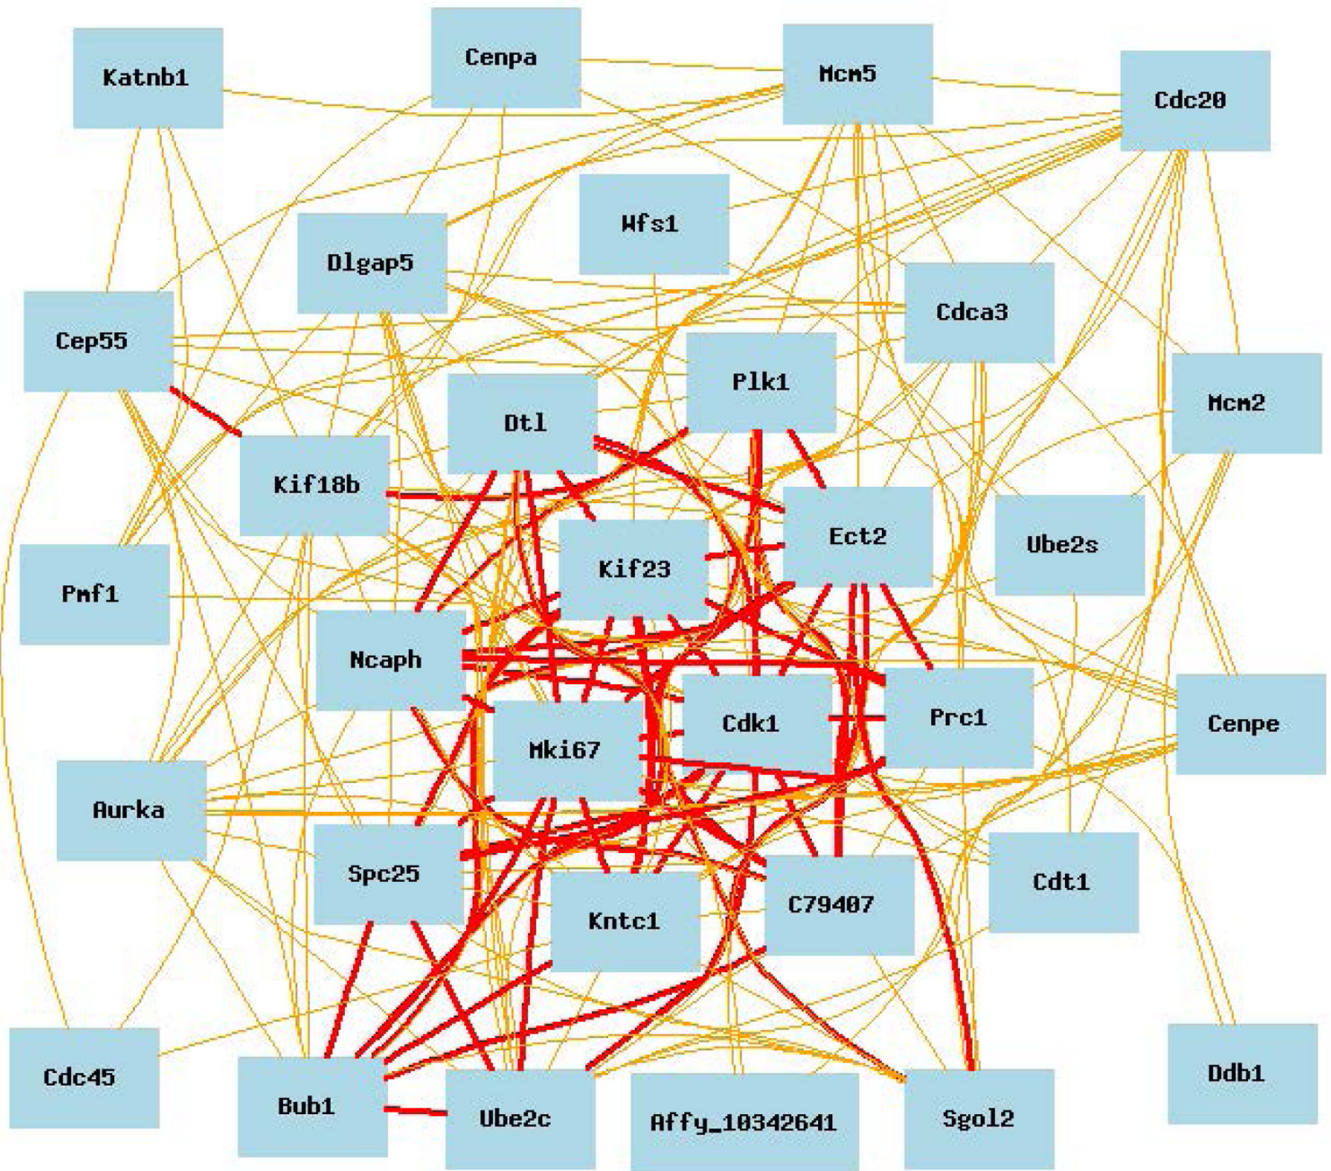 Katnb1
Cenpa
Mcm5
Cdc20
Wfs1
Dlgap5
Cdca3
Cep55
Plk1
Mcm2
Dtl
Kif18b
Ect2
Ube2s
Kif23
Pmf1
Ncaph
Prc1
Cdk1
Cenpe
Mki67
Aurka
Spc25
Cdt1
C79407
Kntc1
Cdc45
Ddb1
Bub1
Ube2c
Affy_10342641
Sgol2